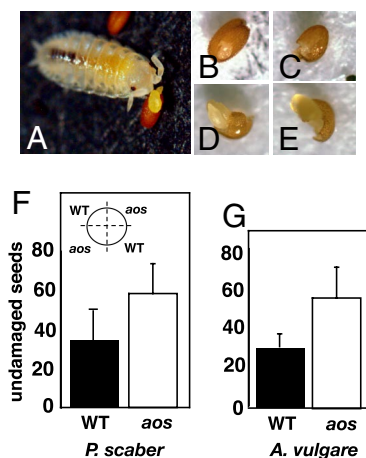 A
B
C
D
E
F
WT
aos
aos
WT
undamaged seeds
80
60
40
20
0
WT
aos
P. scaber
G
80
60
40
20
0
WT
aos
A. vulgare